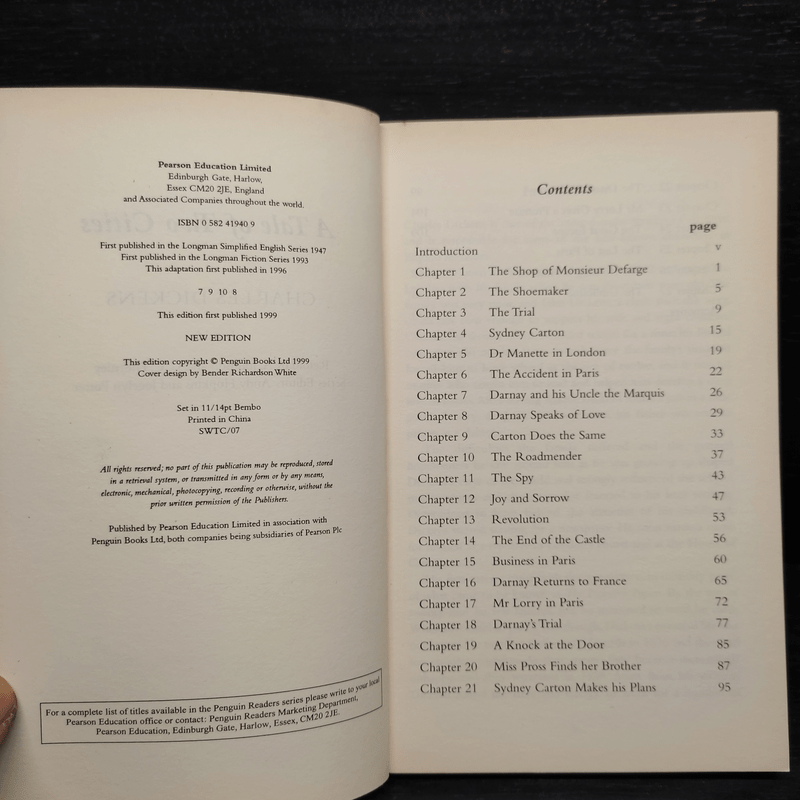 Pearson Education Limited
Edinburgh Gate, Harlow,
Essex CM20 2JE, England
and Associated Companies throughout the world.
ISBN 0 582 41940 9
First published in the Longman Simplified English Series 1947
First published in the Longman Fiction Series 1993
This adaptation first published in 1996
7 9 10 8
This edition first published 1999
NEW EDITION
This edition copyright © Penguin Books Ltd 1999
Cover design by Bender Richardson White
Set in 11/14pt Bembo
Printed in China
SWTC/07
All rights reserved; no part of this publication may be reproduced, stored
in a retrieval system, or transmitted in any form or by any means,
electronic, mechanical, photocopying, recording or otherwise, without the
prior written permission of the Publishers.
Published by Pearson Education Limited in association with
Penguin Books Ltd, both companies being subsidiaries of Pearson Plc
For a complete list of titles available in the Penguin Readers series please write to your local
Pearson Education office or contact: Penguin Readers Marketing Department,
Pearson Education, Edinburgh Gate, Harlow, Essex, CM20 2JE.
Contents
page
Introduction v
Chapter 1 The Shop of Monsieur Defarge 1
Chapter 2 The Shoemaker 5
Chapter 3 The Trial 9
Chapter 4 Sydney Carton 15
Chapter 5 Dr Manette in London 19
Chapter 6 The Accident in Paris 22
Chapter 7 Darnay and his Uncle the Marquis 26
Chapter 8 Darnay Speaks of Love 29
Chapter 9 Carton Does the Same 33
Chapter 10 The Roadmender 37
Chapter 11 The Spy 43
Chapter 12 Joy and Sorrow 47
Chapter 13 Revolution 53
Chapter 14 The End of the Castle 56
Chapter 15 Business in Paris 60
Chapter 16 Darnay Returns to France 65
Chapter 17 Mr Lorry in Paris 72
Chapter 18 Darnay's Trial 77
Chapter 19 A Knock at the Door 85
Chapter 20 Miss Pross Finds her Brother 87
Chapter 21 Sydney Carton Makes his Plans 95